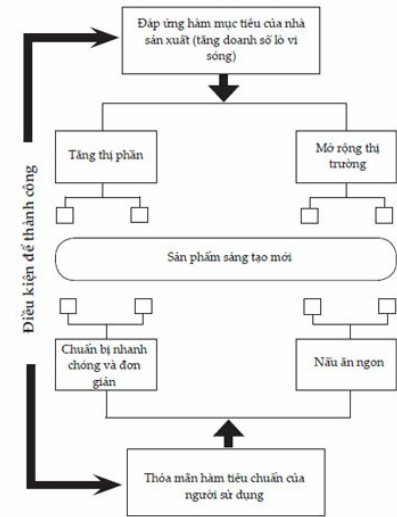 Đáp ứng hàm mục tiêu của nhà
sản xuất (tăng doanh số lò vi
sóng)
Tăng thị phần
Mở rộng thị
trường
Điều kiện để thành công
Sản phẩm sáng tạo mới
Chuẩn bị nhanh
chóng và đơn
giản
Nấu ăn ngon
Thỏa mãn hàm tiêu chuẩn của
người sử dụng